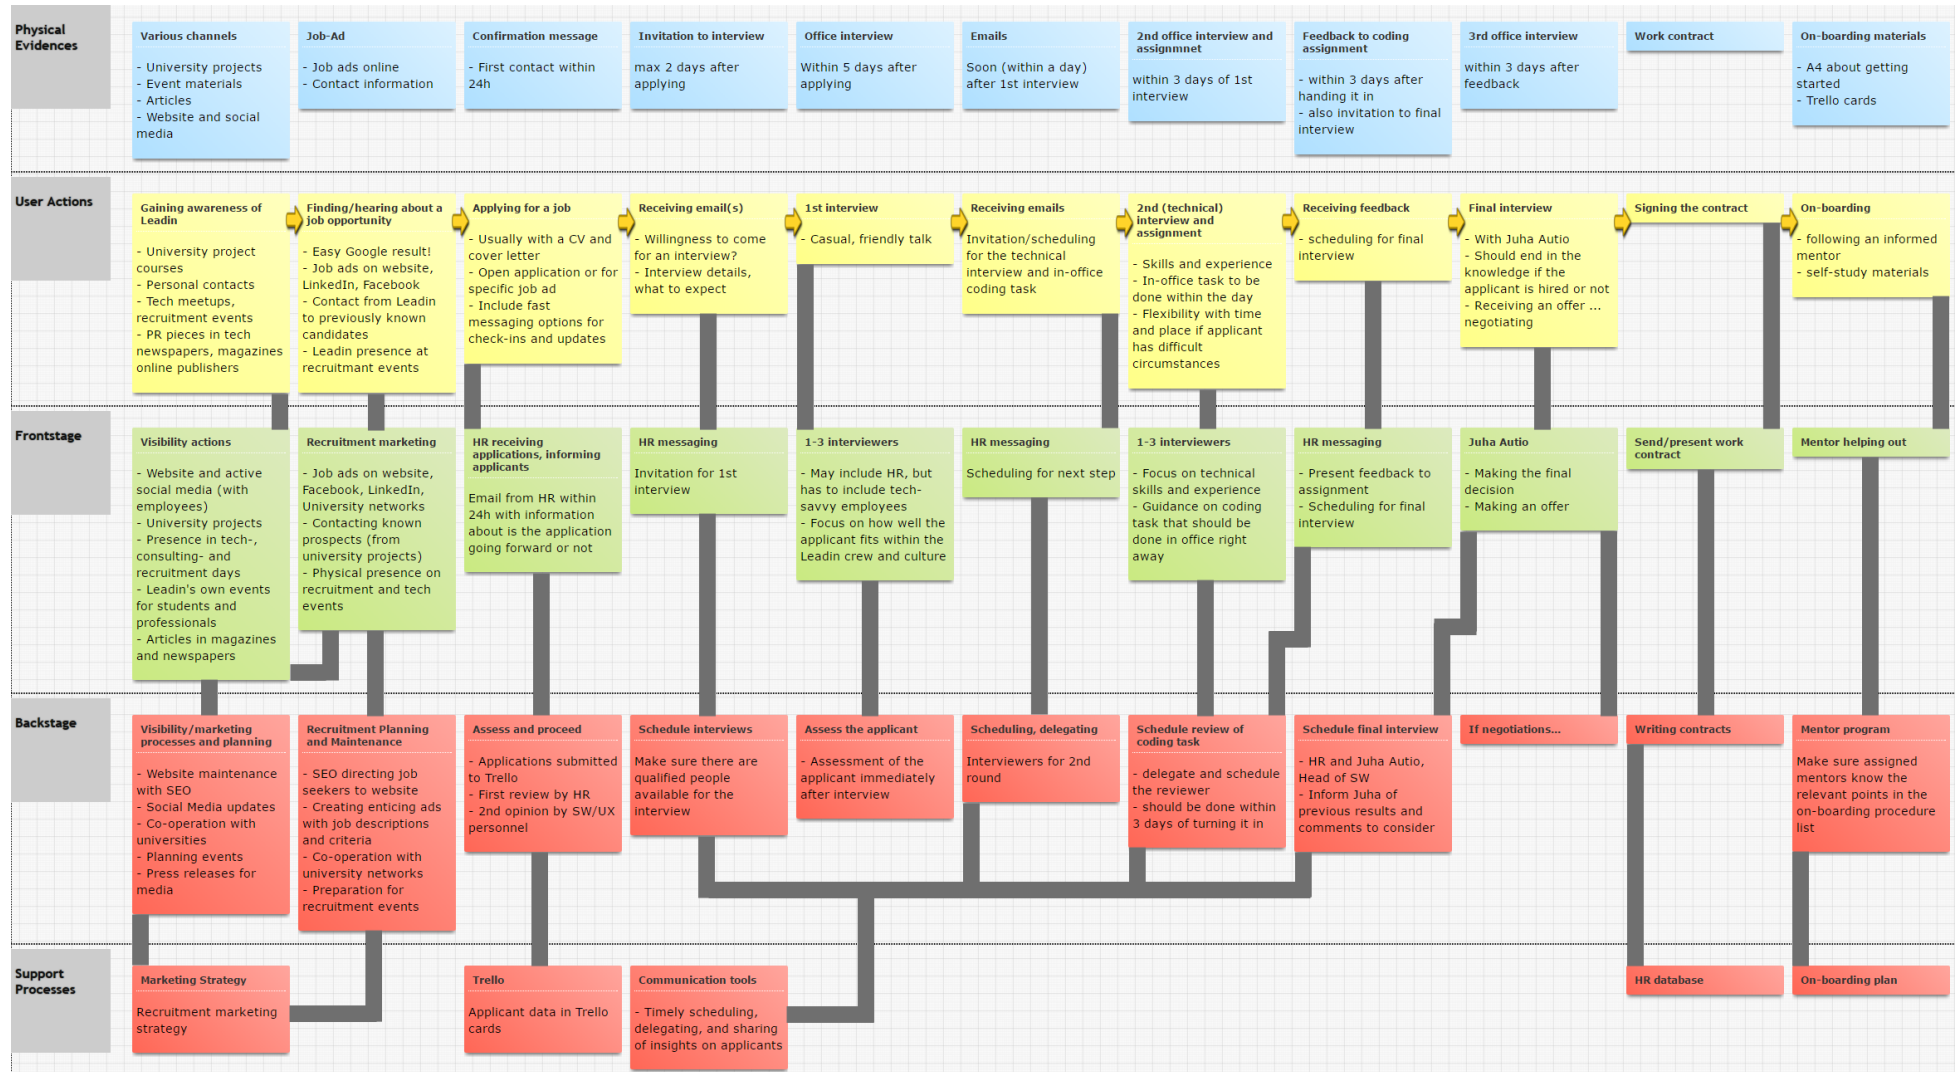 Physical
Evidences
Various channels
- University projects
- Event materials
- Articles
- Website and social
media
Job-Ad
- Job ads online
- Contact information
Confirmation message
- First contact within
24h
Invitation to interview
max 2 days after
applying
Office interview
Within 5 days after
applying
Emails
Soon (within a day)
after 1st interview
2nd office interview and
assignmnet
within 3 days of 1st
interview
Feedback to coding
assignment
- within 3 days after
handing it in
- also invitation to final
interview
3rd office interview
within 3 days after
feedback
Work contract
On-boarding materials
- A4 about getting
started
- Trello cards
User Actions
Gaining awareness of
Leadin
- University project
courses
- Personal contacts
- Tech meetups,
recruitment events
- PR pieces in tech
newspapers, magazines
online publishers
Finding/hearing about a
job opportunity
- Easy Google result!
- Job ads on website,
LinkedIn, Facebook
- Contact from Leadin
to previously known
candidates
- Leadin presence at
recruitmant events
Applying for a job
- Usually with a CV and
cover letter
- Open application or for
specific job ad
- Include fast
messaging options for
check-ins and updates
Receiving email(s)
- Willingness to come
for an interview?
- Interview details,
what to expect
1st interview
- Casual, friendly talk
Receiving emails
Invitation/scheduling
for the technical
interview and in-office
coding task
2nd (technical)
interview and
assignment
- Skills and experience
- In-office task to be
done within the day
- Flexibility with time
and place if applicant
has difficult
circumstances
Receiving feedback
- scheduling for final
interview
Final interview
- With Juha Autio
- Should end in the
knowledge if the
applicant is hired or not
- Receiving an offer ...
negotiating
Signing the contract
On-boarding
- following an informed
mentor
- self-study materials
Frontstage
Visibility actions
- Website and active
social media (with
employees)
- University projects
- Presence in tech-,
consulting- and
recruitment days
- Leadin's own events
for students and
professionals
- Articles in magazines
and newspapers
Recruitment marketing
- Job ads on website,
Facebook, LinkedIn,
University networks
- Contacting known
prospects (from
university projects)
- Physical presence on
recruitment and tech
events
HR receiving
applications, informing
applicants
Email from HR within
24h with information
about is the application
going forward or not
HR messaging
Invitation for 1st
interview
1-3 interviewers
- May include HR, but
has to include tech-
savvy employees
- Focus on how well the
applicant fits within the
Leadin crew and culture
HR messaging
Scheduling for next step
1-3 interviewers
- Focus on technical
skills and experience
- Guidance on coding
task that should be
done in office right
away
HR messaging
- Present feedback to
assignment
- Scheduling for final
interview
Juha Autio
- Making the final
decision
- Making an offer
Send/present work
contract
Mentor helping out
Backstage
Visibility/marketing
processes and planning
- Website maintenance
with SEO
- Social Media updates
- Co-operation with
universities
- Planning events
- Press releases for
media
Recruitment Planning
and Maintenance
- SEO directing job
seekers to website
- Creating enticing ads
with job descriptions
and criteria
- Co-operation with
university networks
- Preparation for
recruitment events
Assess and proceed
- Applications submitted
to Trello
- First review by HR
- 2nd opinion by SW/UX
personnel
Schedule interviews
Make sure there are
qualified people
available for the
interview
Assess the applicant
- Assessment of the
applicant immediately
after interview
Scheduling, delegating
Interviewers for 2nd
round
Schedule review of
coding task
- delegate and schedule
the reviewer
- should be done within
3 days of turning it in
Schedule final interview
- HR and Juha Autio,
Head of SW
- Inform Juha of
previous results and
comments to consider
If negotiations...
Writing contracts
Mentor program
Make sure assigned
mentors know the
relevant points in the
on-boarding procedure
list
Support
Processes
Marketing Strategy
Recruitment marketing
strategy
Trello
Applicant data in Trello
cards
Communication tools
- Timely scheduling,
delegating, and sharing
of insights on applicants
HR database
On-boarding plan